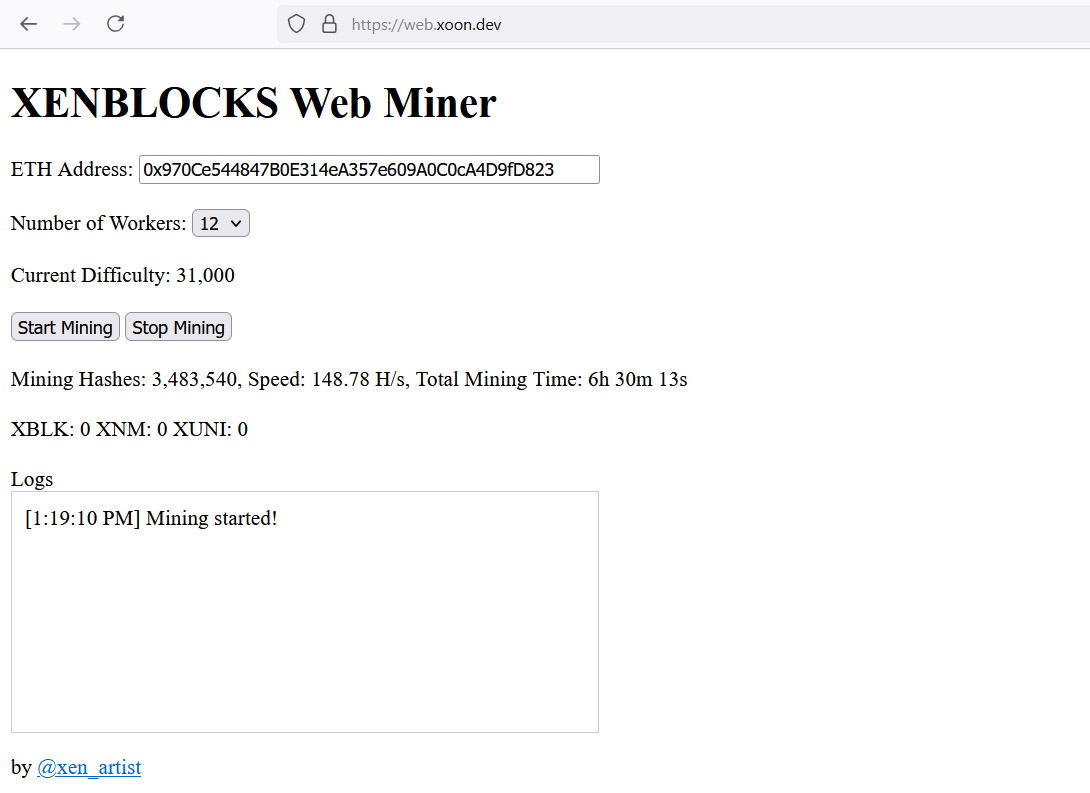 https://web.xoon.dev
XENBLOCKS Web Miner
ETH Address: 0x970Ce544847B0E314eA357e609A0C0cA4D9fD823
Number of Workers: 12
Current Difficulty: 31,000
Start Mining Stop Mining
Mining Hashes: 3,483,540, Speed: 148.78 H/s, Total Mining Time: 6h 30m 13s
XBLK: 0 XNM: 0 XUNI: 0
Logs
[1:19:10 PM] Mining started!
by @xen_artist